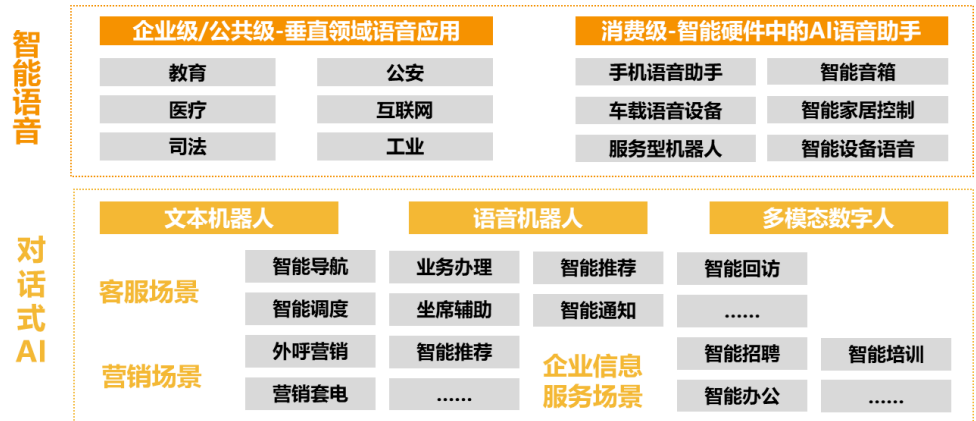 智能语音
企业级/公共级-垂直领域语音应用
教育
公安
医疗
互联网
司法
工业
消费级-智能硬件中的AI语音助手
手机语音助手
智能音箱
车载语音设备
智能家居控制
服务型机器人
智能设备语音
对话式AI
文本机器人
语音机器人
多模态数字人
客服场景
智能导航
业务办理
智能推荐
智能回访
智能调度
坐席辅助
智能通知
......
营销场景
外呼营销
智能推荐
营销套电
......
企业信息
服务场景
智能招聘
智能培训
智能办公
......